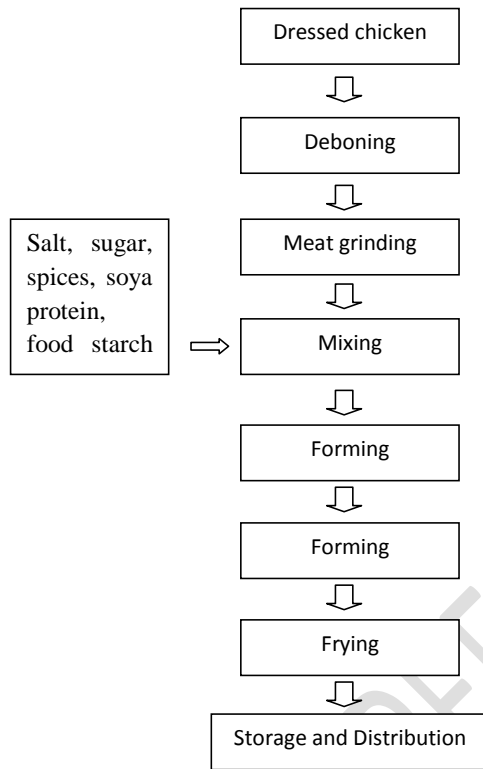 Dressed chicken
Deboning
Meat grinding
Salt, sugar,
spices, soya
protein,
food starch
Mixing
Forming
Forming
Frying
Storage and Distribution